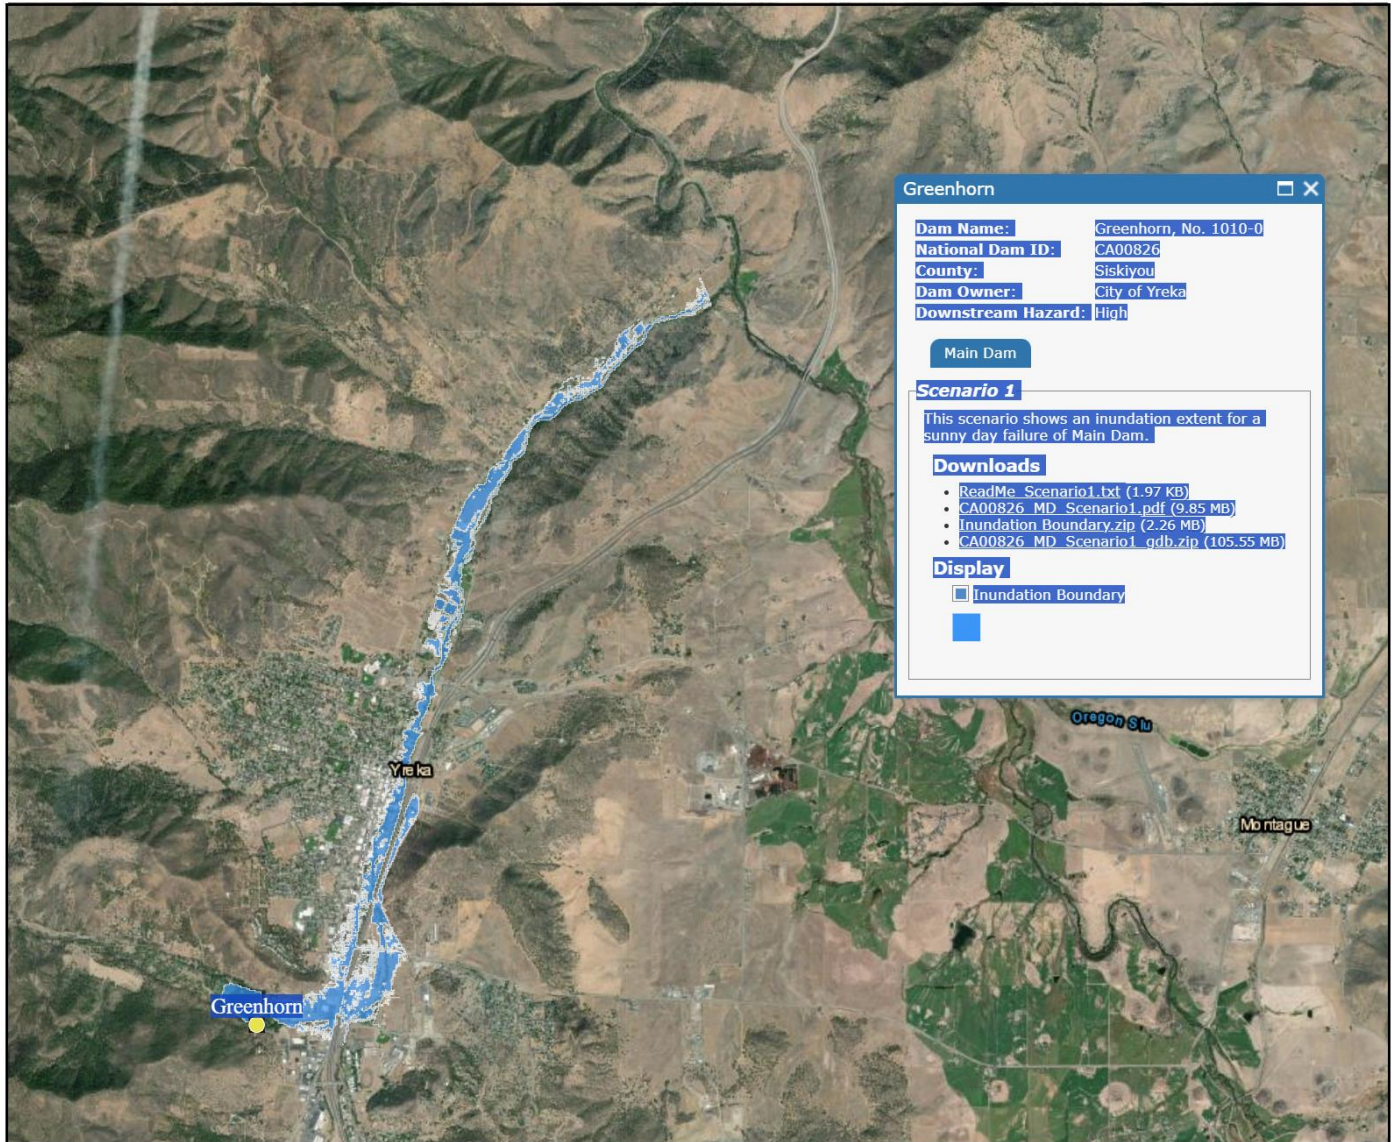 Greenhorn
Dam Name: Greenhorn, No. 1010-0
National Dam ID: CA00826
County: Siskiyou
Dam Owner: City of Yreka
Downstream Hazard: High
Main Dam
Scenario 1
This scenario shows an inundation extent for a
sunny day failure of Main Dam.
Downloads
ReadMe_Scenario1.txt (1.97 KB)
CA00826_MD_Scenario1.pdf (9.85 MB)
Inundation Boundary.zip (2.26 MB)
CA00826_MD_Scenario1_gdb.zip (105.55 MB)
Display
Inundation Boundary
Oregon Slu
Yreka
Montague
Greenhorn